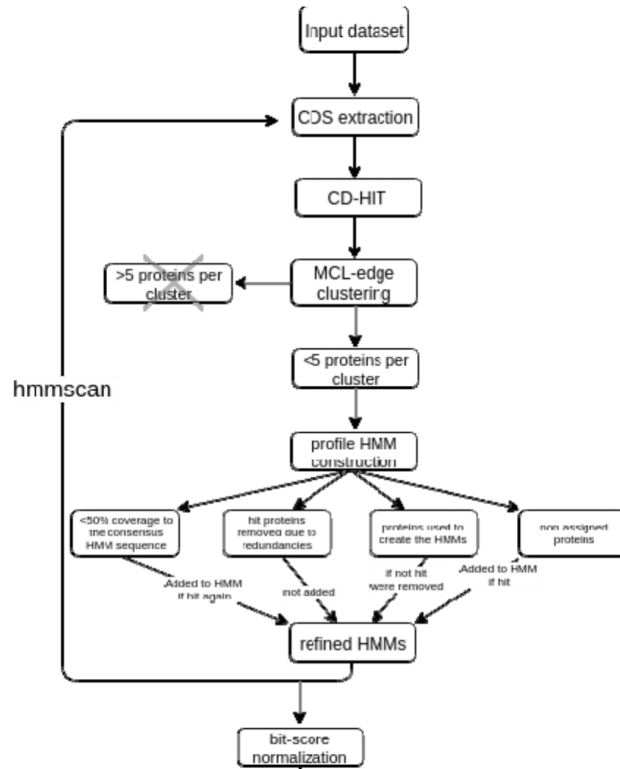 Input dataset
CDS extraction
CD-HIT
MCL-edge
clustering
>5 proteins per
cluster
<5 proteins per
cluster
hmmscan
profile HMM
construction
<50% coverage to
the consensus
HMM sequence
hit proteins
removed due to
redundancies
proteins used to
create the HMMs
non assigned
proteins
Added to HMM
if hit again
not added
if not hit
were removed
Added to HMM
if hit
refined HMMs
bit-score
normalization